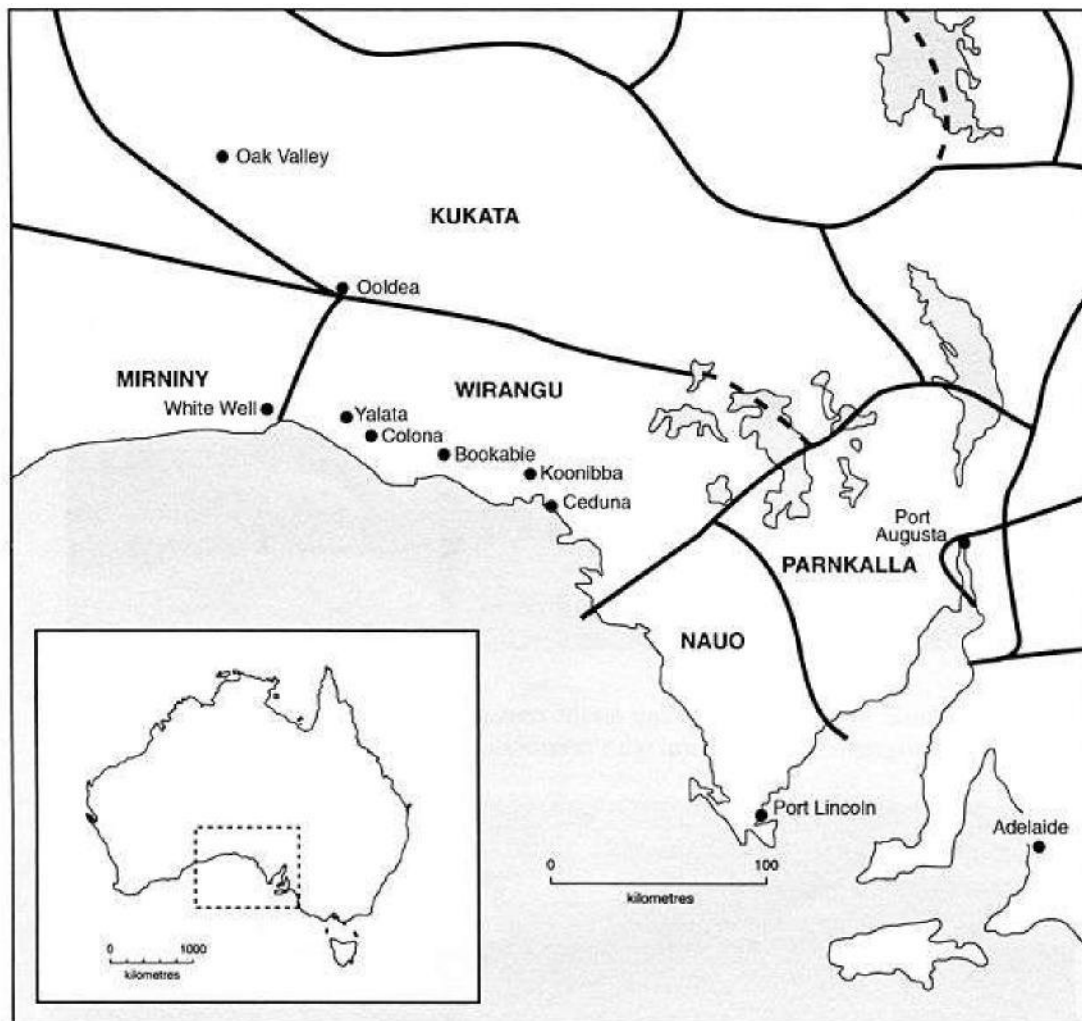 Oak Valley
KUKATA
Ooldea
MIRNINY
WIRANGU
White Well
Yalata
Colona
Bookabie
Koonibba
Ceduna
Port
Augusta
PARNKALLA
NAUO
Port Lincoln
Adelaide
0 100
kilometres
0 1000
kilometres